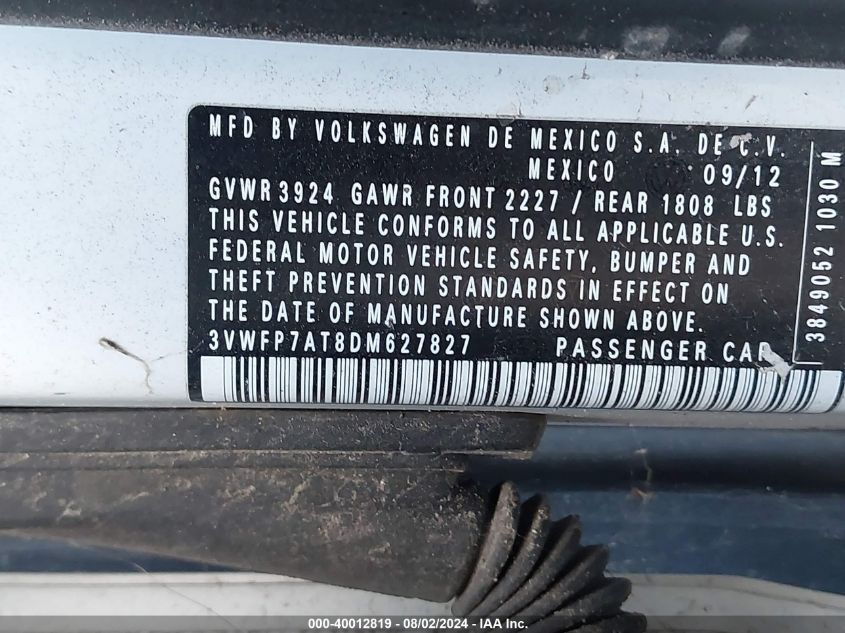 MFD BY VOLKSWAGEN DE MEXICO S.A. DE C.V.
MEXICO 09/12
GVWR 3924 GAWR FRONT 2227 / REAR 1808 LBS
THIS VEHICLE CONFORMS TO ALL APPLICABLE U.S.
FEDERAL MOTOR VEHICLE SAFETY, BUMPER AND
THEFT PREVENTION STANDARDS IN EFFECT ON
THE DATE OF MANUFACTURE SHOWN ABOVE.
3VWFP7AT8DM627827 PASSENGER CAR
3849052 1030 M
000-40012819 - 08/02/2024 - IAA Inc.